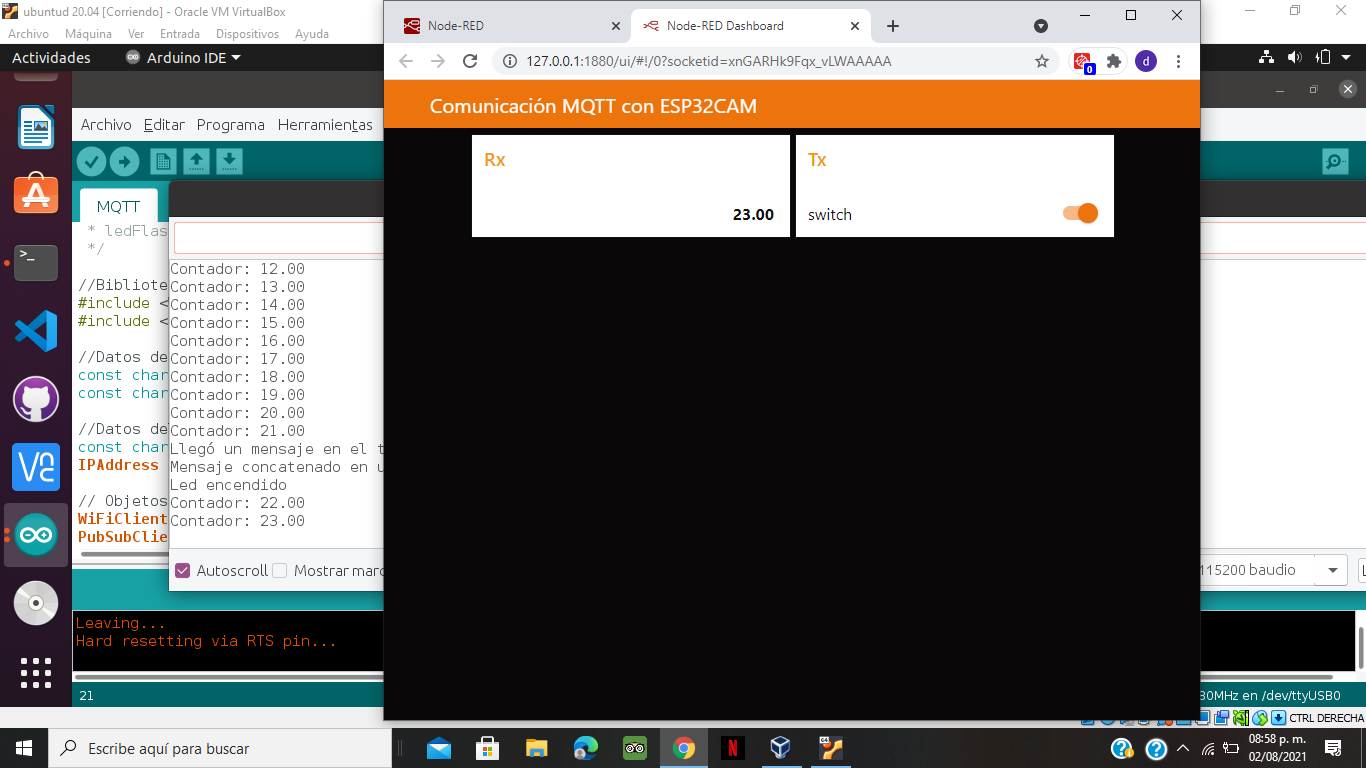 ubuntud 20.04 [Corriendo] - Oracle VM VirtualBox
Archivo Máquina Ver Entrada Dispositivos Ayuda
Actividades Arduino IDE
Archivo Editar Programa Herramientas
MQTT
* ledFlas
*/
//Bibliote
#include <
#include <
//Datos de
const char
const char
//Datos de
const char
IPAddress
// Objetos
WiFiClient
PubSubClie
Contador: 12.00
Contador: 13.00
Contador: 14.00
Contador: 15.00
Contador: 16.00
Contador: 17.00
Contador: 18.00
Contador: 19.00
Contador: 20.00
Contador: 21.00
Llegó un mensaje en el t
Mensaje concatenado en u
Led encendido
Contador: 22.00
Contador: 23.00
Autoscroll Mostrar marc
115200 baudio
Leaving...
Hard resetting via RTS pin...
21
80MHz en /dev/ttyUSB0
CTRL DERECHA
Node-RED
Node-RED Dashboard
127.0.0.1:1880/ui/#!/0?socketid=xnGARHk9Fqx_vLWAAAAA
0
d
Comunicación MQTT con ESP32CAM
Rx
23.00
Tx
switch
Escribe aquí para buscar
08:58 p. m.
02/08/2021